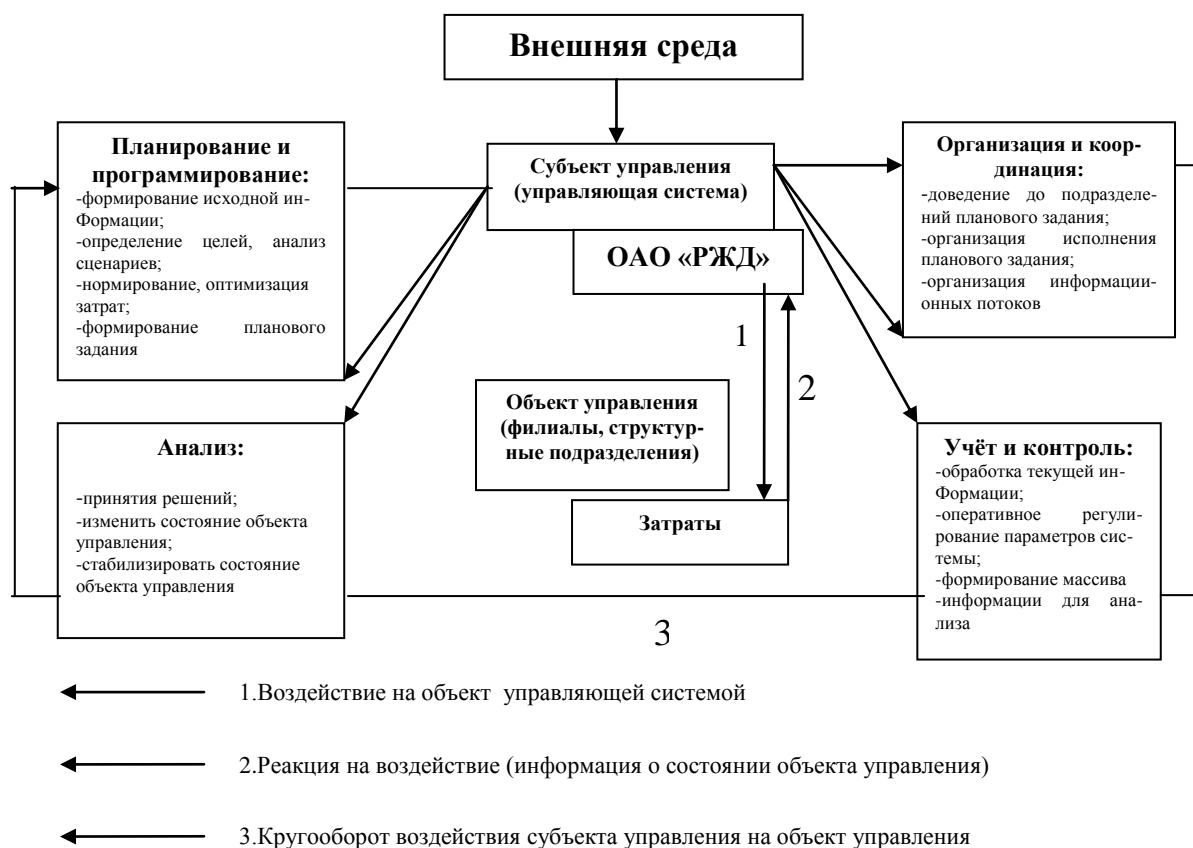 Внешняя среда
Планирование и
программирование:
-формирование исходной ин-
Формации;
-определение целей, анализ
сценариев;
-нормирование, оптимизация
затрат;
-формирование планового
задания
Субъект управления
(управляющая система)
ОАО «РЖД»
Организация и коор-
динация:
-доведение до подразделе-
ний планового задания;
-организация исполнения
планового задания;
-организация информаци-
онных потоков
1
2
Объект управления
(филиалы, структур-
ные подразделения)
Затраты
Анализ:
-принятия решений;
-изменить состояние объекта
управления;
-стабилизировать состояние
объекта управления
Учёт и контроль:
-обработка текущей ин-
Формации;
-оперативное регули-
рование параметров сис-
темы;
-формирование массива
-информации для ана-
лиза
3
1.Воздействие на объект управляющей системой
2.Реакция на воздействие (информация о состоянии объекта управления)
3.Кругооборот воздействия субъекта управления на объект управления